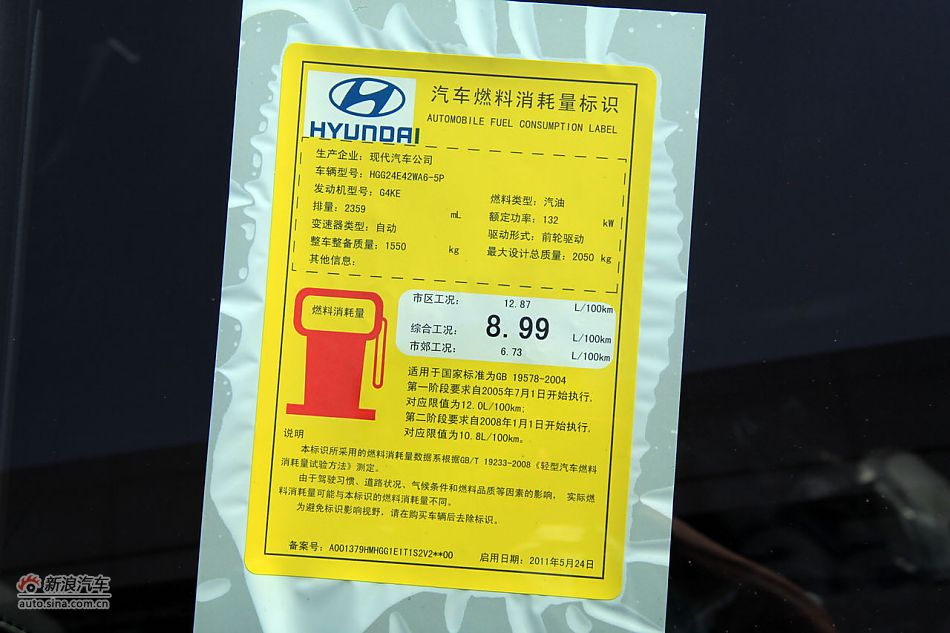 HYUNDAI
汽车燃料消耗量标识
AUTOMOBILE FUEL CONSUMPTION LABEL
生产企业：现代汽车公司
车辆型号：HGG24E42WA6-5P
发动机型号：G4KE
燃料类型：汽油
排量：2359 mL
额定功率：132 kW
变速器类型：自动
驱动形式：前轮驱动
整车整备质量：1550 kg
最大设计总质量：2050 kg
其他信息：
燃料消耗量
市区工况： 12.87 L/100km
综合工况： 8.99 L/100km
市郊工况： 6.73 L/100km
适用于国家标准为GB 19578-2004
第一阶段要求自2005年7月1日开始执行，
对应限值为12.0L/100km;
第二阶段要求自2008年1月1日开始执行，
对应限值为10.8L/100km。
说明
本标识所采用的燃料消耗量数据系根据GB/T 19233-2008《轻型汽车燃料
消耗量试验方法》测定。
由于驾驶习惯、道路状况、气候条件和燃料品质等因素的影响， 实际燃
料消耗量可能与本标识的燃料消耗量不同。
为避免标识影响视野，请在购买车辆后去除标识。
备案号：A001379HMHGG1E1T1S2V2**00 启用日期：2011年5月24日
新浪汽车
auto.sina.com.cn